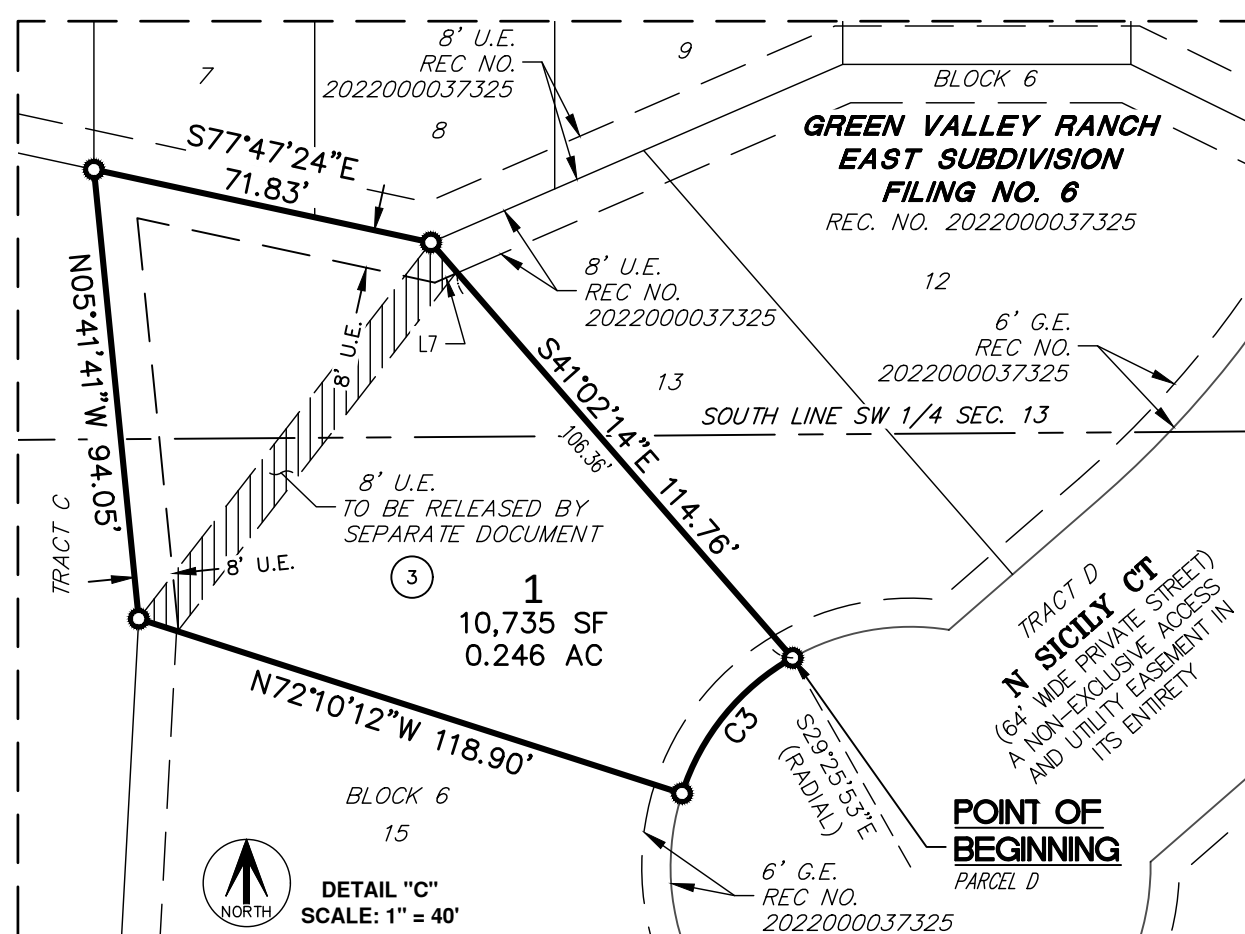 8' U.E.
REC NO.
2022000037325
7
8
9
BLOCK 6
GREEN VALLEY RANCH
EAST SUBDIVISION
FILING NO. 6
REC. NO. 2022000037325
S77°47'24"E
71.83'
8' U.E.
REC NO.
2022000037325
12
6' G.E.
REC NO.
2022000037325
N05°41'41"W 94.05'
8' U.E.
L7
S41°02'14"E 114.76'
106.36'
13
SOUTH LINE SW 1/4 SEC. 13
8' U.E.
TO BE RELEASED BY
SEPARATE DOCUMENT
TRACT C
8' U.E.
3
1
10,735 SF
0.246 AC
TRACT D
N SICILY CT
(64' WIDE PRIVATE STREET)
A NON-EXCLUSIVE ACCESS
AND UTILITY EASEMENT IN
ITS ENTIRETY
N72°10'12"W 118.90'
C3
S29°25'53"E
(RADIAL)
BLOCK 6
15
POINT OF
BEGINNING
PARCEL D
NORTH
DETAIL "C"
SCALE: 1" = 40'
6' G.E.
REC NO.
2022000037325